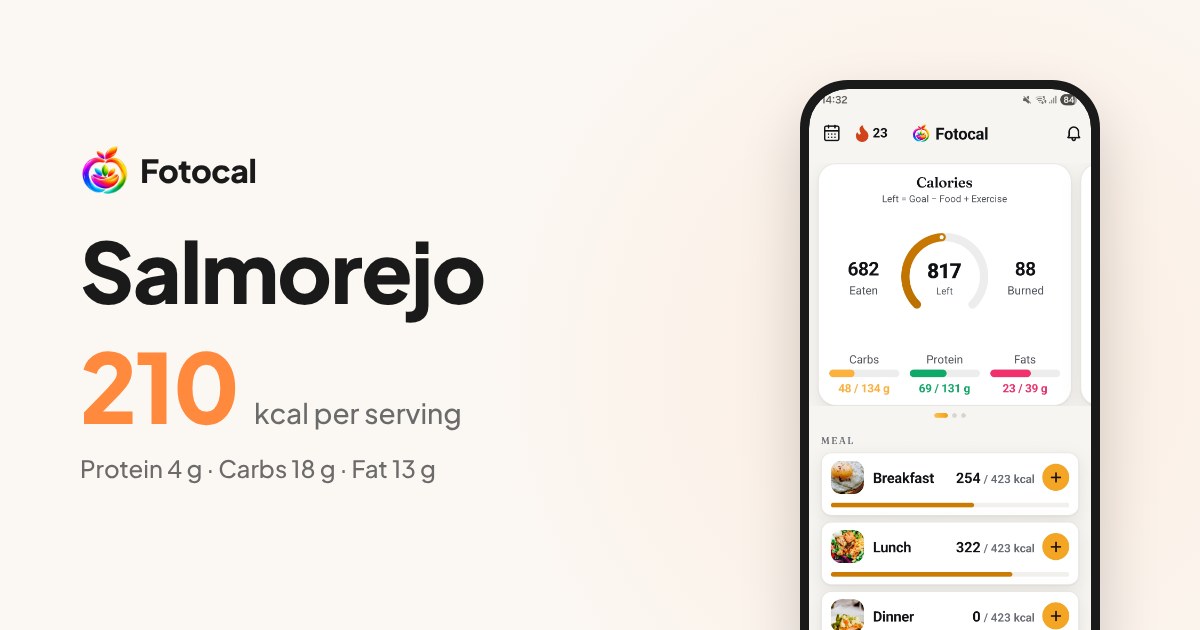 Fotocal
Salmorejo
210 kcal per serving
Protein 4 g · Carbs 18 g · Fat 13 g
14:32
84
23
Fotocal
Calories
Left = Goal − Food + Exercise
682
Eaten
817
Left
88
Burned
Carbs
48 / 134 g
Protein
69 / 131 g
Fats
23 / 39 g
MEAL
Breakfast 254 / 423 kcal +
Lunch 322 / 423 kcal +
Dinner 0 / 423 kcal +